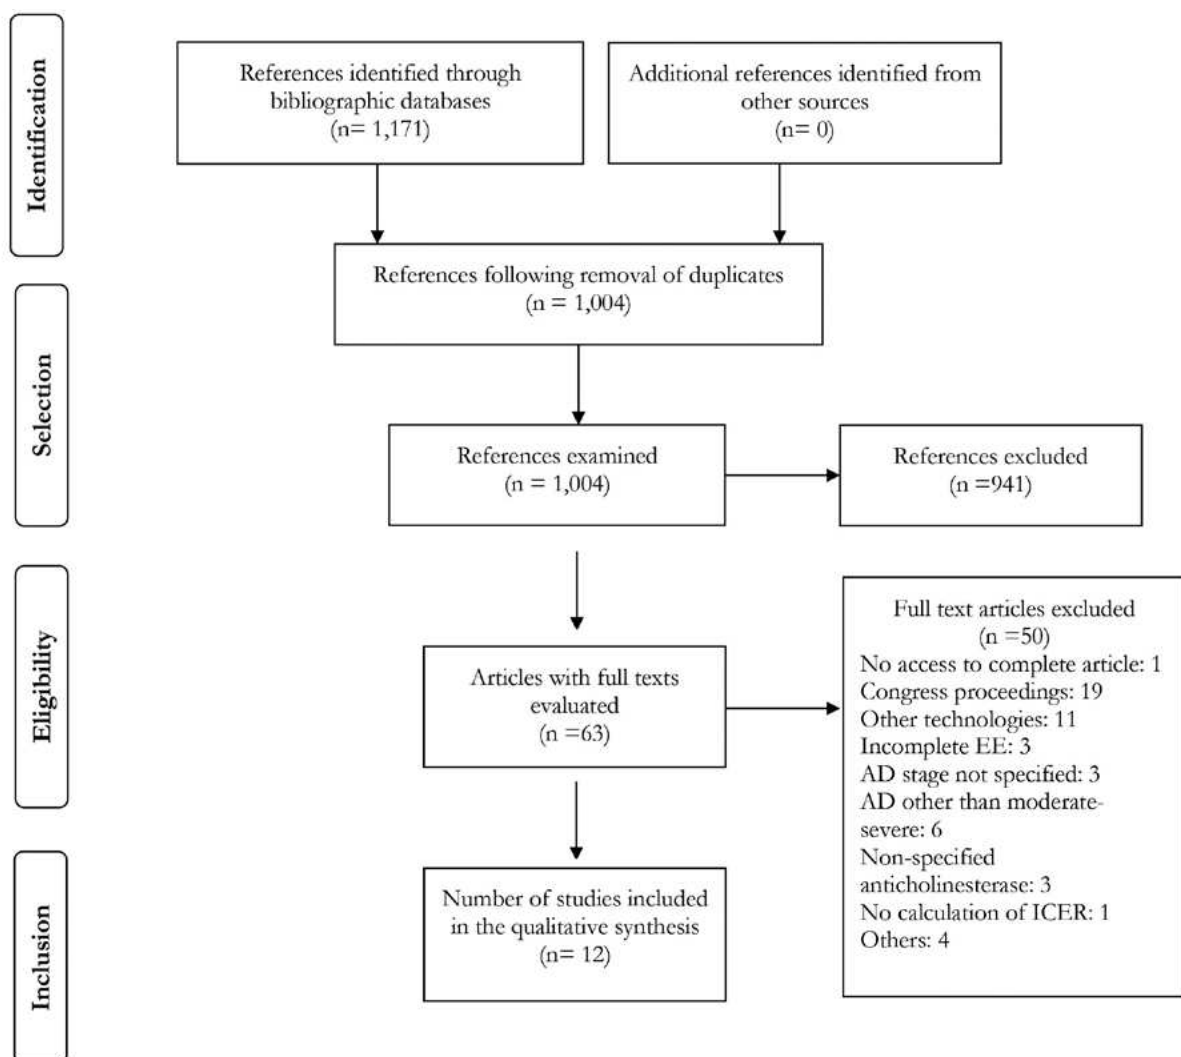 Identification
References identified through
bibliographic databases
(n= 1,171)
Additional references identified from
other sources
(n= 0)
References following removal of duplicates
(n = 1,004)
Selection
References examined
(n = 1,004)
References excluded
(n =941)
Eligibility
Articles with full texts
evaluated
(n =63)
Full text articles excluded
(n =50)
No access to complete article: 1
Congress proceedings: 19
Other technologies: 11
Incomplete EE: 3
AD stage not specified: 3
AD other than moderate-
severe: 6
Non-specified
anticholinesterase: 3
No calculation of ICER: 1
Others: 4
Inclusion
Number of studies included
in the qualitative synthesis
(n= 12)